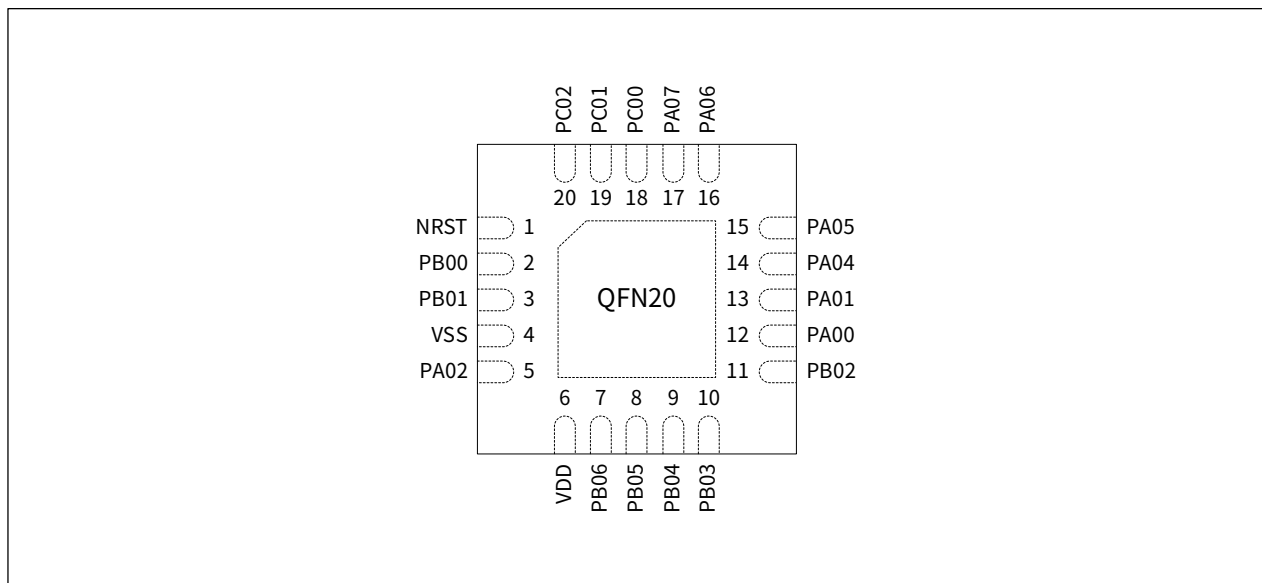 PC02 PC01 PC00 PA07 PA06
20 19 18 17 16
NRST 1 15 PA05
PB00 2 14 PA04
PB01 3 QFN20 13 PA01
VSS 4 12 PA00
PA02 5 11 PB02
6 7 8 9 10
VDD PB06 PB05 PB04 PB03